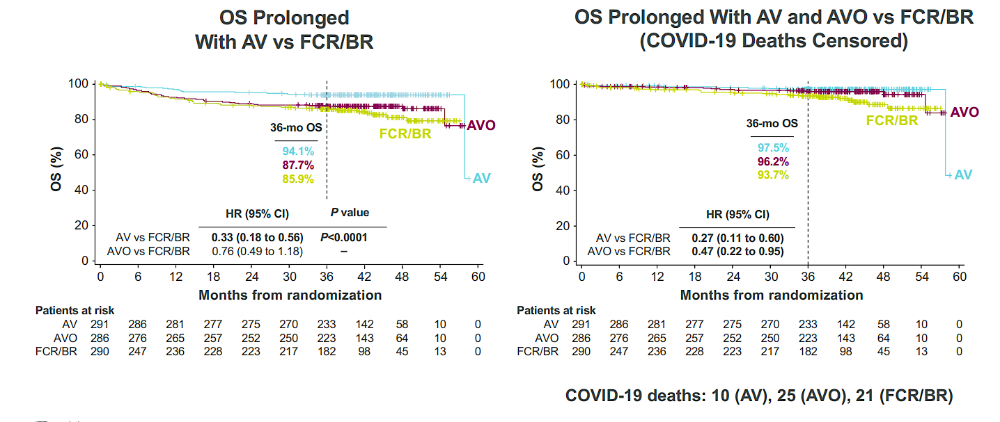 OS Prolonged
With AV vs FCR/BR
100
80
60
40
20
0
OS (%)
36-mo OS
94.1%
87.7%
85.9%
AVO
FCR/BR
AV
HR (95% CI) P value
AV vs FCR/BR 0.33 (0.18 to 0.56) P<0.0001
AVO vs FCR/BR 0.76 (0.49 to 1.18) –
0 6 12 18 24 30 36 42 48 54 60
Months from randomization
Patients at risk
AV 291 286 281 277 275 270 233 142 58 10 0
AVO 286 276 265 257 252 250 223 143 64 10 0
FCR/BR 290 247 236 228 223 217 182 98 45 13 0
OS Prolonged With AV and AVO vs FCR/BR
(COVID-19 Deaths Censored)
100
80
60
40
20
0
OS (%)
36-mo OS
97.5%
96.2%
93.7%
AVO
FCR/BR
AV
HR (95% CI)
AV vs FCR/BR 0.27 (0.11 to 0.60)
AVO vs FCR/BR 0.47 (0.22 to 0.95)
0 6 12 18 24 30 36 42 48 54 60
Months from randomization
Patients at risk
AV 291 286 281 277 275 270 233 142 58 10 0
AVO 286 276 265 257 252 250 223 143 64 10 0
FCR/BR 290 247 236 228 223 217 182 98 45 13 0
COVID-19 deaths: 10 (AV), 25 (AVO), 21 (FCR/BR)